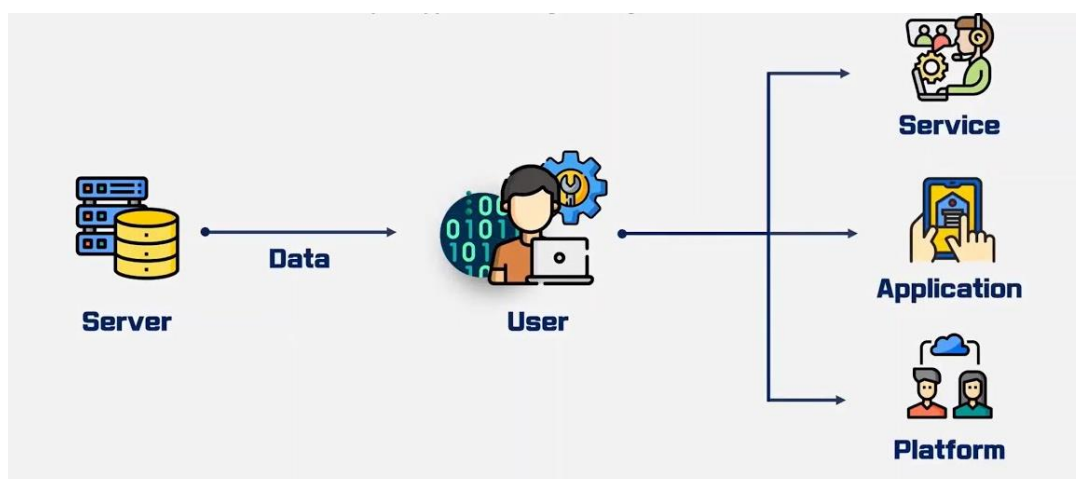 Service
Data
Server
User
Application
Platform